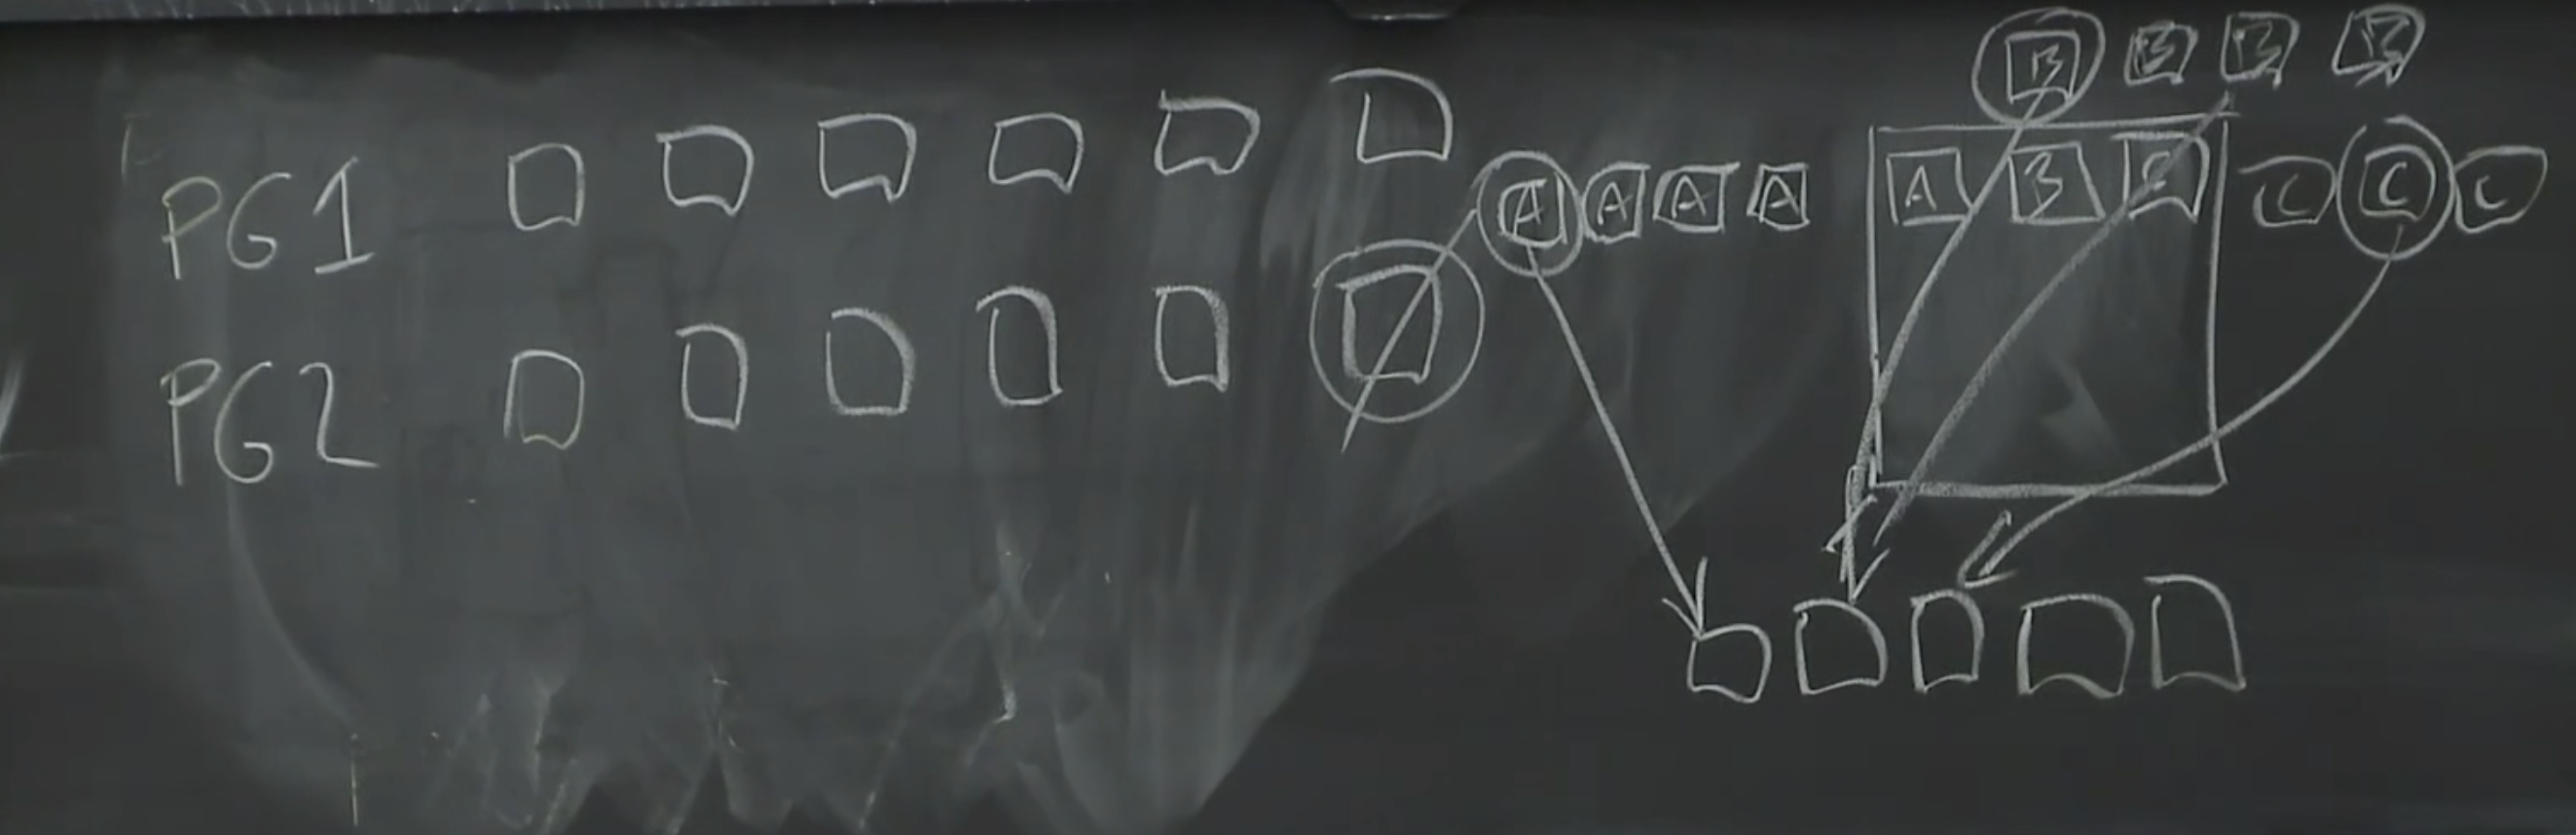 B B B B
PG1
A A A A
A B C
C C C
PG2